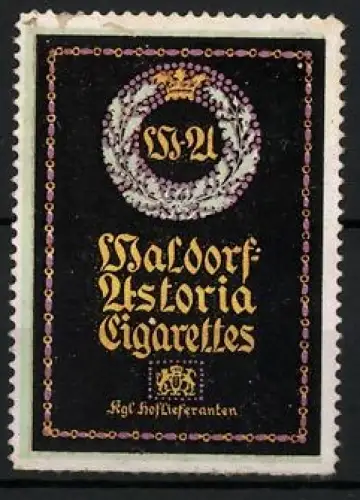 W-A
Waldorf-
Astoria
Cigarettes
Kgl Hoflieferanten